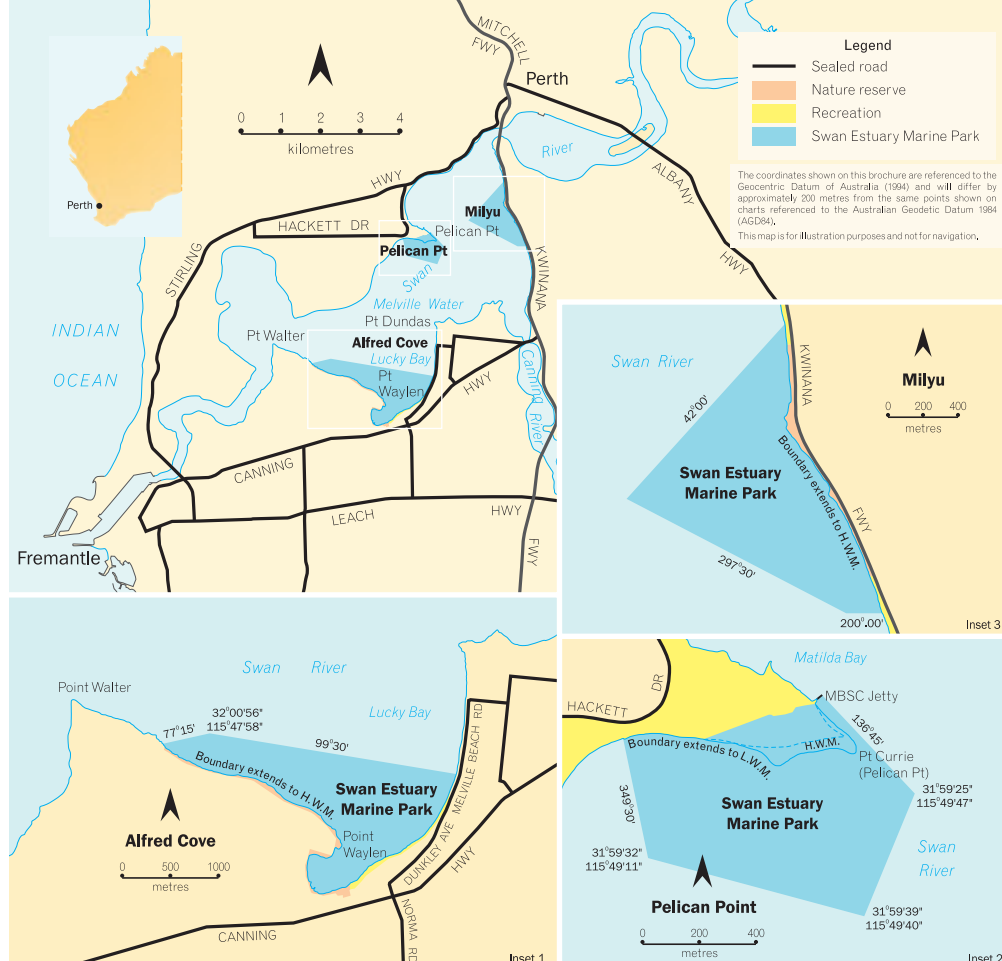 MITCHELL
FWY
Perth
0 1 2 3 4
kilometres
Perth
Legend
Sealed road
Nature reserve
Recreation
Swan Estuary Marine Park
The coordinates shown on this brochure are referenced to the
Geocentric Datum of Australia (1994) and will differ by
approximately 200 metres from the same points shown on
charts referenced to the Australian Geodetic Datum 1984
(AGD84).
This map is for illustration purposes and not for navigation.
River
ALBANY
HWY
HWY
HACKETT DR
STIRLING
Milyu
Pelican Pt
Pelican Pt
Swan
KWINANA
Melville Water
Pt Dundas
INDIAN
OCEAN
Pt Walter
Alfred Cove
Lucky Bay
Pt
Waylen
HWY
Canning River
CANNING
LEACH
HWY
FWY
Fremantle
Swan River
KWINANA
Milyu
0 200 400
metres
42°00'
Swan Estuary
Marine Park
Boundary extends to H.W.M.
FWY
297°30'
200°.00'
Inset 3
Swan River
Point Walter
Lucky Bay
77°15'
32°00'56"
115°47'58"
99°30'
Boundary extends to H.W.M.
Swan Estuary
Marine Park
MELVILLE BEACH RD
Alfred Cove
0 500 1000
metres
Point
Waylen
DUNKLEY AVE
HWY
NORMA RD
CANNING
Inset 1
Matilda Bay
HACKETT
DR
MBSC Jetty
136°45'
Boundary extends to L.W.M.
H.W.M.
Pt Currie
(Pelican Pt)
349°30'
31°59'25"
115°49'47"
Swan Estuary
Marine Park
31°59'32"
115°49'11"
Swan
River
Pelican Point
31°59'39"
115°49'40"
0 200 400
metres
Inset 2